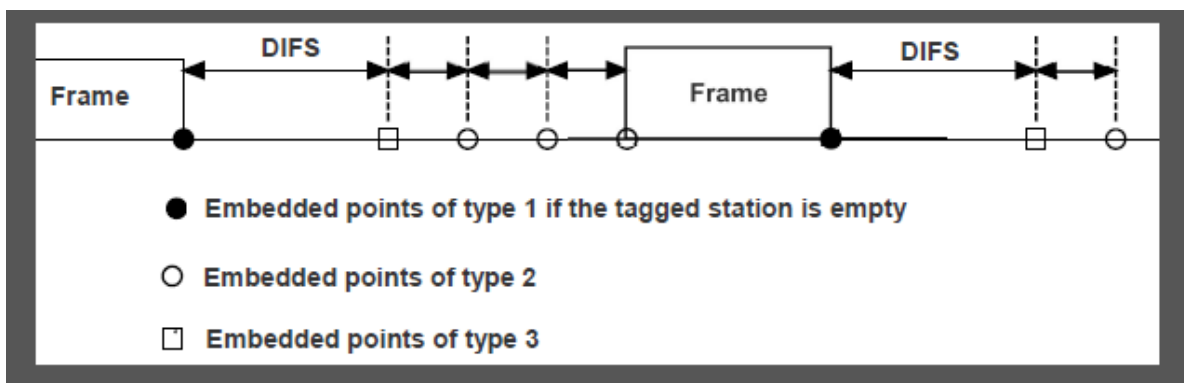 DIFS
DIFS
Frame
Frame
Embedded points of type 1 if the tagged station is empty
Embedded points of type 2
Embedded points of type 3